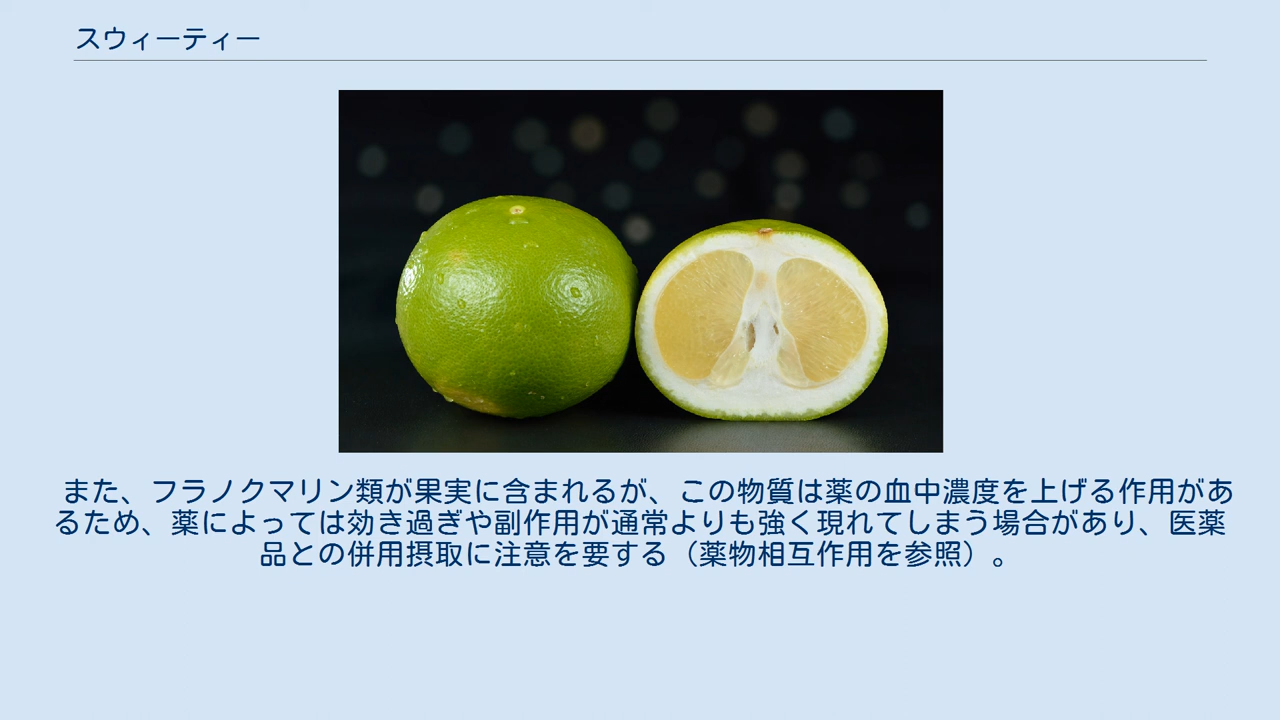 スウィーティー
また、フラノクマリン類が果実に含まれるが、この物質は薬の血中濃度を上げる作用があ
るため、薬によっては効き過ぎや副作用が通常よりも強く現れてしまう場合があり、医薬
品との併用摂取に注意を要する（薬物相互作用を参照）。